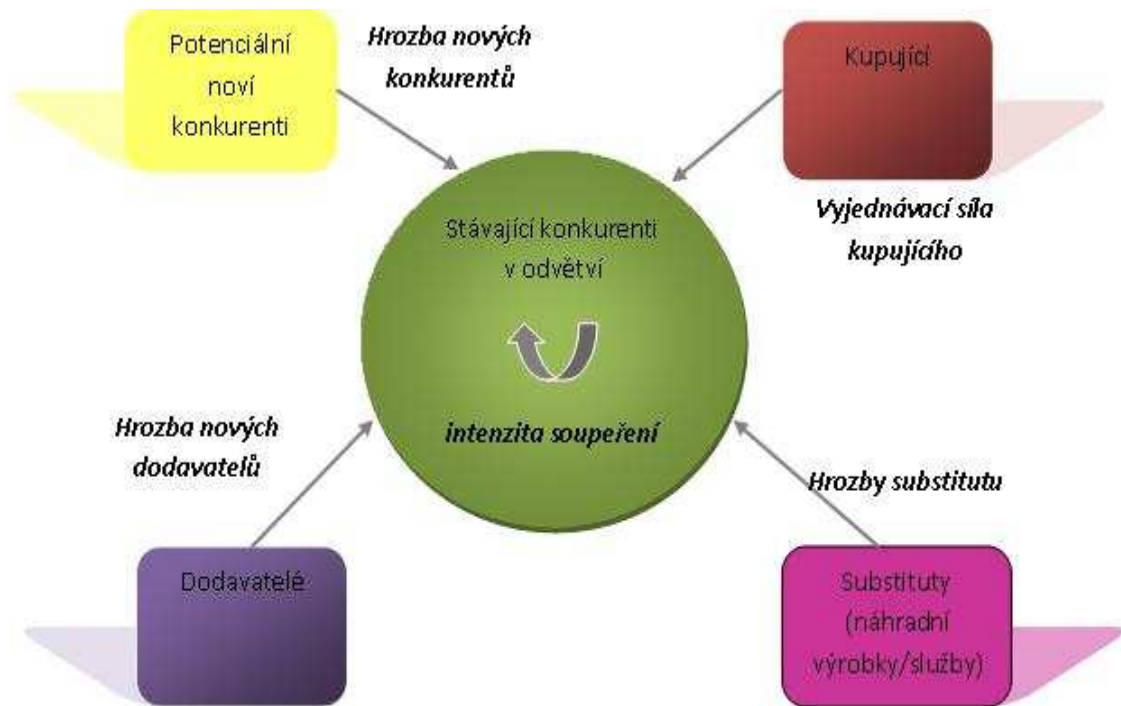 Potenciální
noví
konkurenti
Hrozba nových
konkurentů
Kupující
Vyjednávací síla
kupujícího
Stávající konkurenti
v odvětví
intenzita soupeření
Hrozba nových
dodavatelů
Dodavatelé
Hrozby substitutu
Substituty
(náhradní
výrobky/služby)